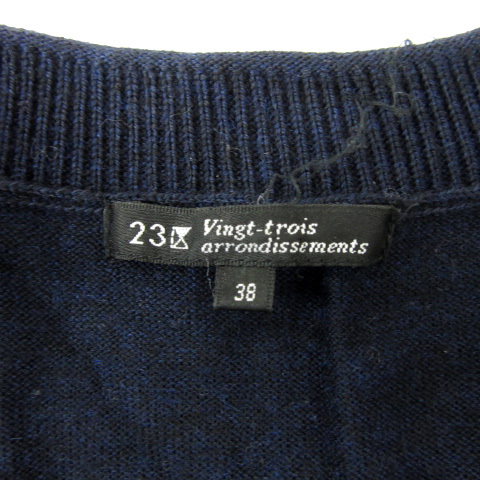 23区 Vingt-trois
arrondissements
38